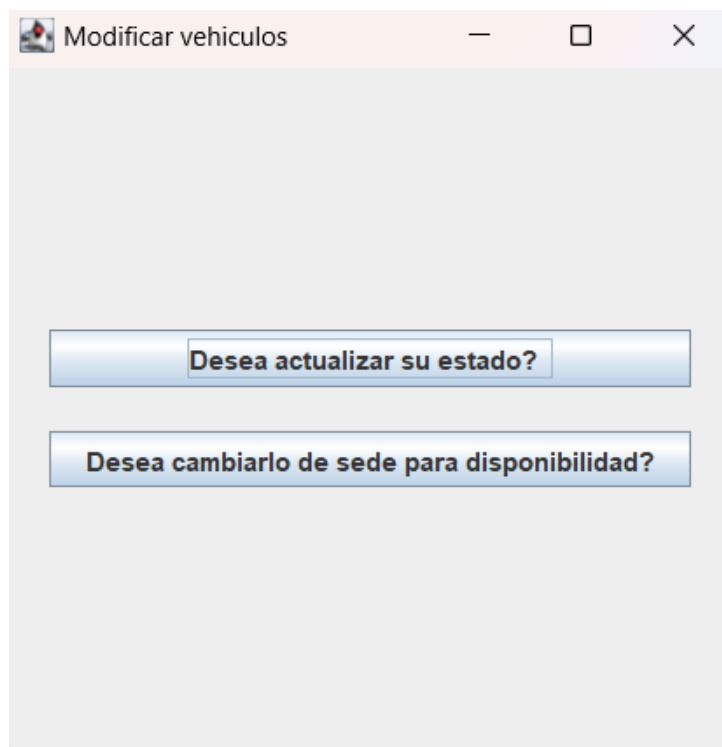 Modificar vehiculos
Desea actualizar su estado?
Desea cambiarlo de sede para disponibilidad?